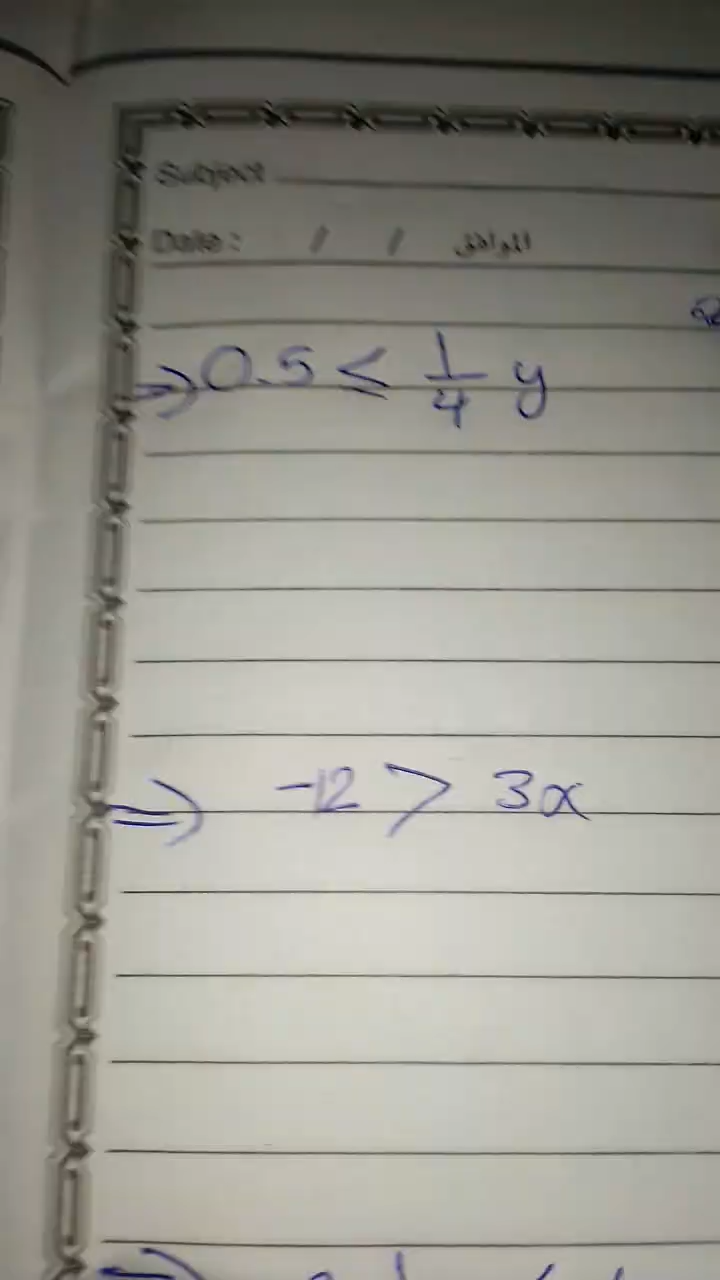 Subject
Date : / / الموافق
⇒ 0.5 ≤ 1/4 y
⇒ -12 > 3x